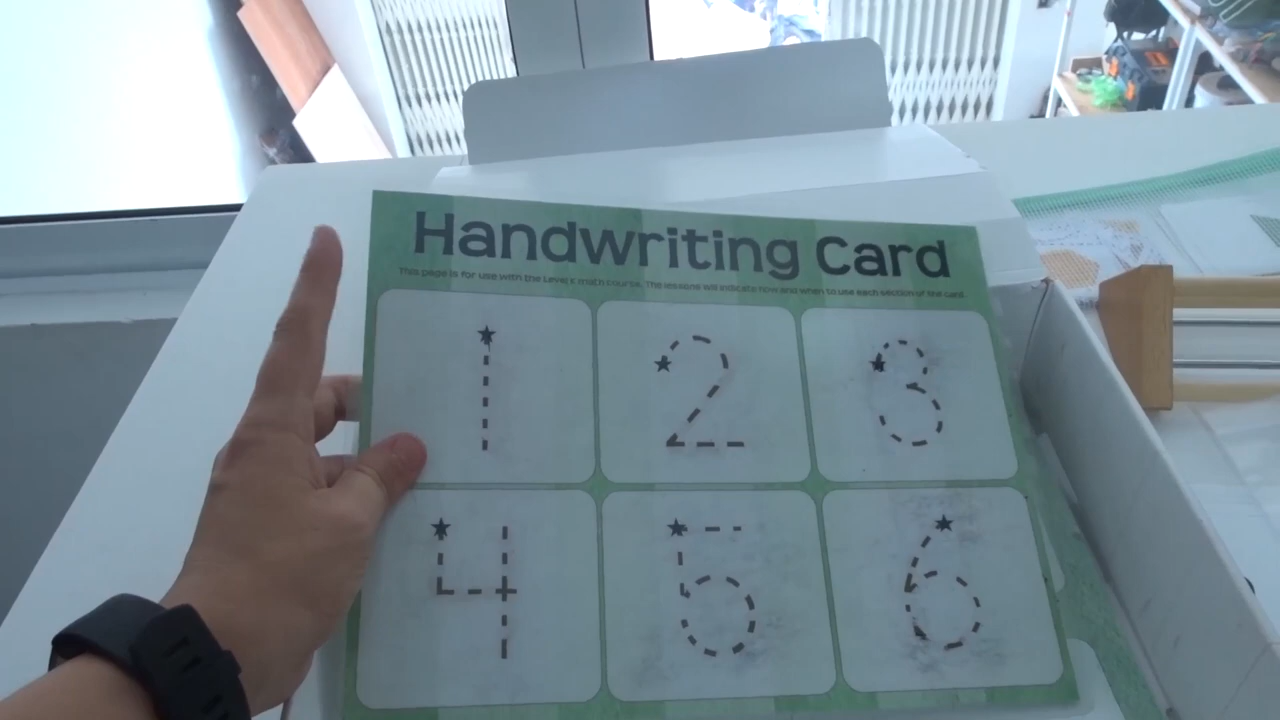 Handwriting Card
This page is for use with the Level K math course. The lessons will indicate how and when to use each section of the card.
1 2 3
4 5 6